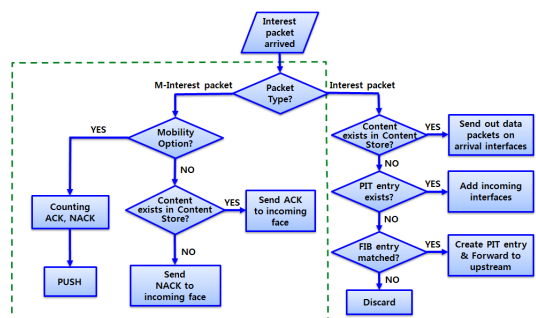 Interest
packet
arrived
M-Interest packet
Packet
Type?
Interest packet
YES
Mobility
Option?
NO
Content
exists in Content
Store?
YES
Send out data
packets on
arrival interfaces
NO
Counting
ACK, NACK
Content
exists in Content
Store?
YES
Send ACK
to incoming
face
PIT entry
exists?
YES
Add incoming
interfaces
NO
NO
PUSH
Send
NACK to
incoming face
FIB entry
matched?
YES
Create PIT entry
& Forward to
upstream
NO
Discard